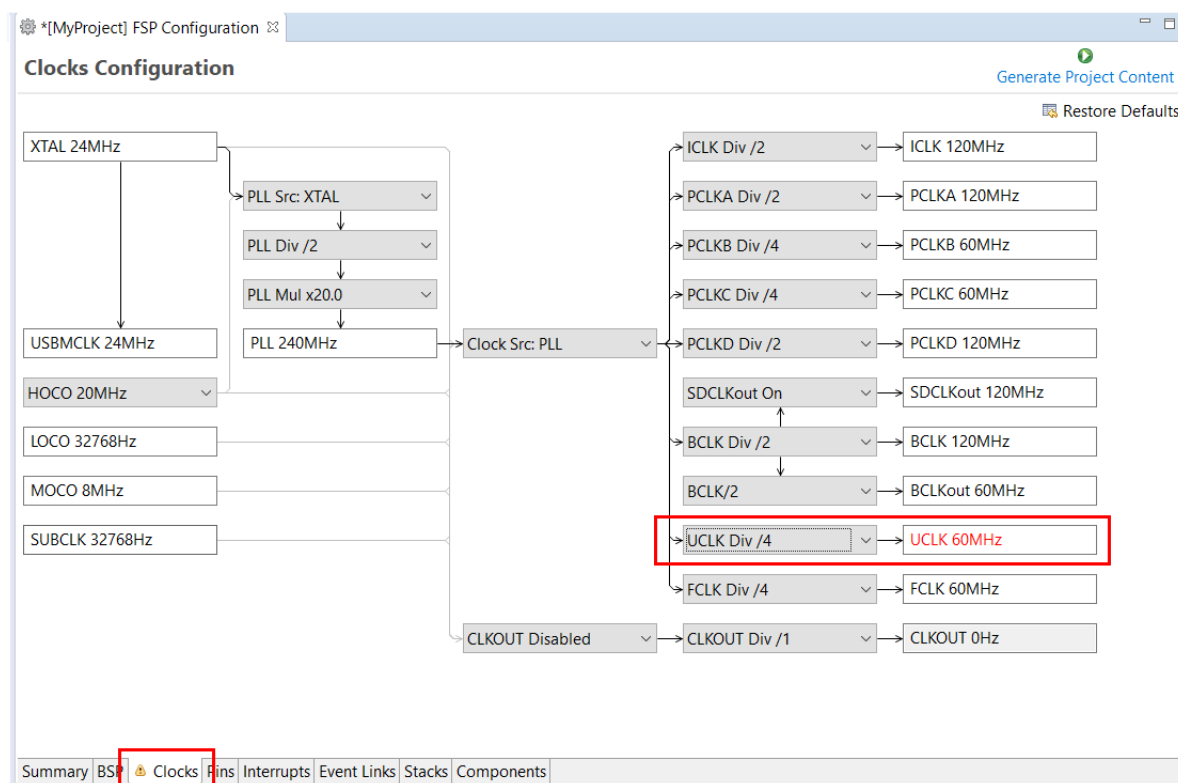 *[MyProject] FSP Configuration
Clocks Configuration
Generate Project Content
Restore Defaults
XTAL 24MHz
ICLK Div /2
ICLK 120MHz
PLL Src: XTAL
PCLKA Div /2
PCLKA 120MHz
PLL Div /2
PCLKB Div /4
PCLKB 60MHz
PLL Mul x20.0
PCLKC Div /4
PCLKC 60MHz
USBMCLK 24MHz
PLL 240MHz
Clock Src: PLL
PCLKD Div /2
PCLKD 120MHz
HOCO 20MHz
SDCLKout On
SDCLKout 120MHz
LOCO 32768Hz
BCLK Div /2
BCLK 120MHz
MOCO 8MHz
BCLK/2
BCLKout 60MHz
SUBCLK 32768Hz
UCLK Div /4
UCLK 60MHz
FCLK Div /4
FCLK 60MHz
CLKOUT Disabled
CLKOUT Div /1
CLKOUT 0Hz
Summary BSP Clocks Pins Interrupts Event Links Stacks Components